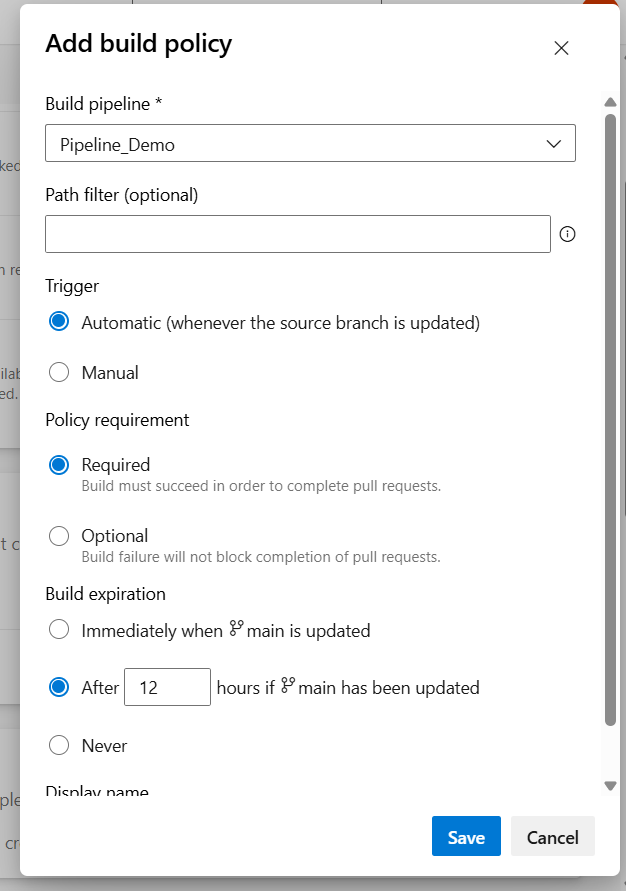 Add build policy
Build pipeline *
Pipeline_Demo
Path filter (optional)
Trigger
Automatic (whenever the source branch is updated)
Manual
Policy requirement
Required
Build must succeed in order to complete pull requests.
Optional
Build failure will not block completion of pull requests.
Build expiration
Immediately when main is updated
After 12 hours if main has been updated
Never
Display name
Save
Cancel